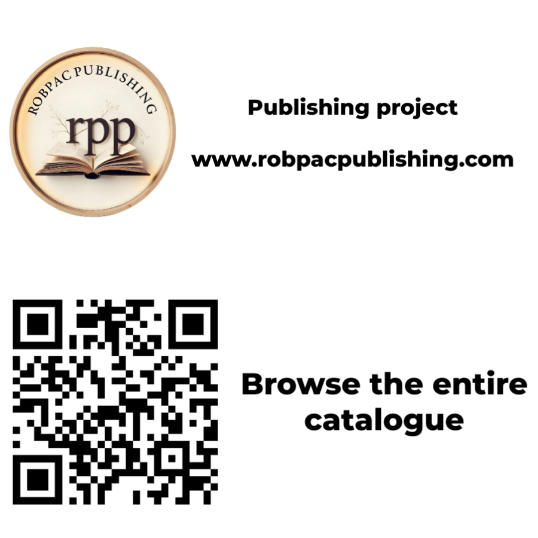 ROBPAC PUBLISHING
rpp
Publishing project
www.robpacpublishing.com
Browse the entire
catalogue